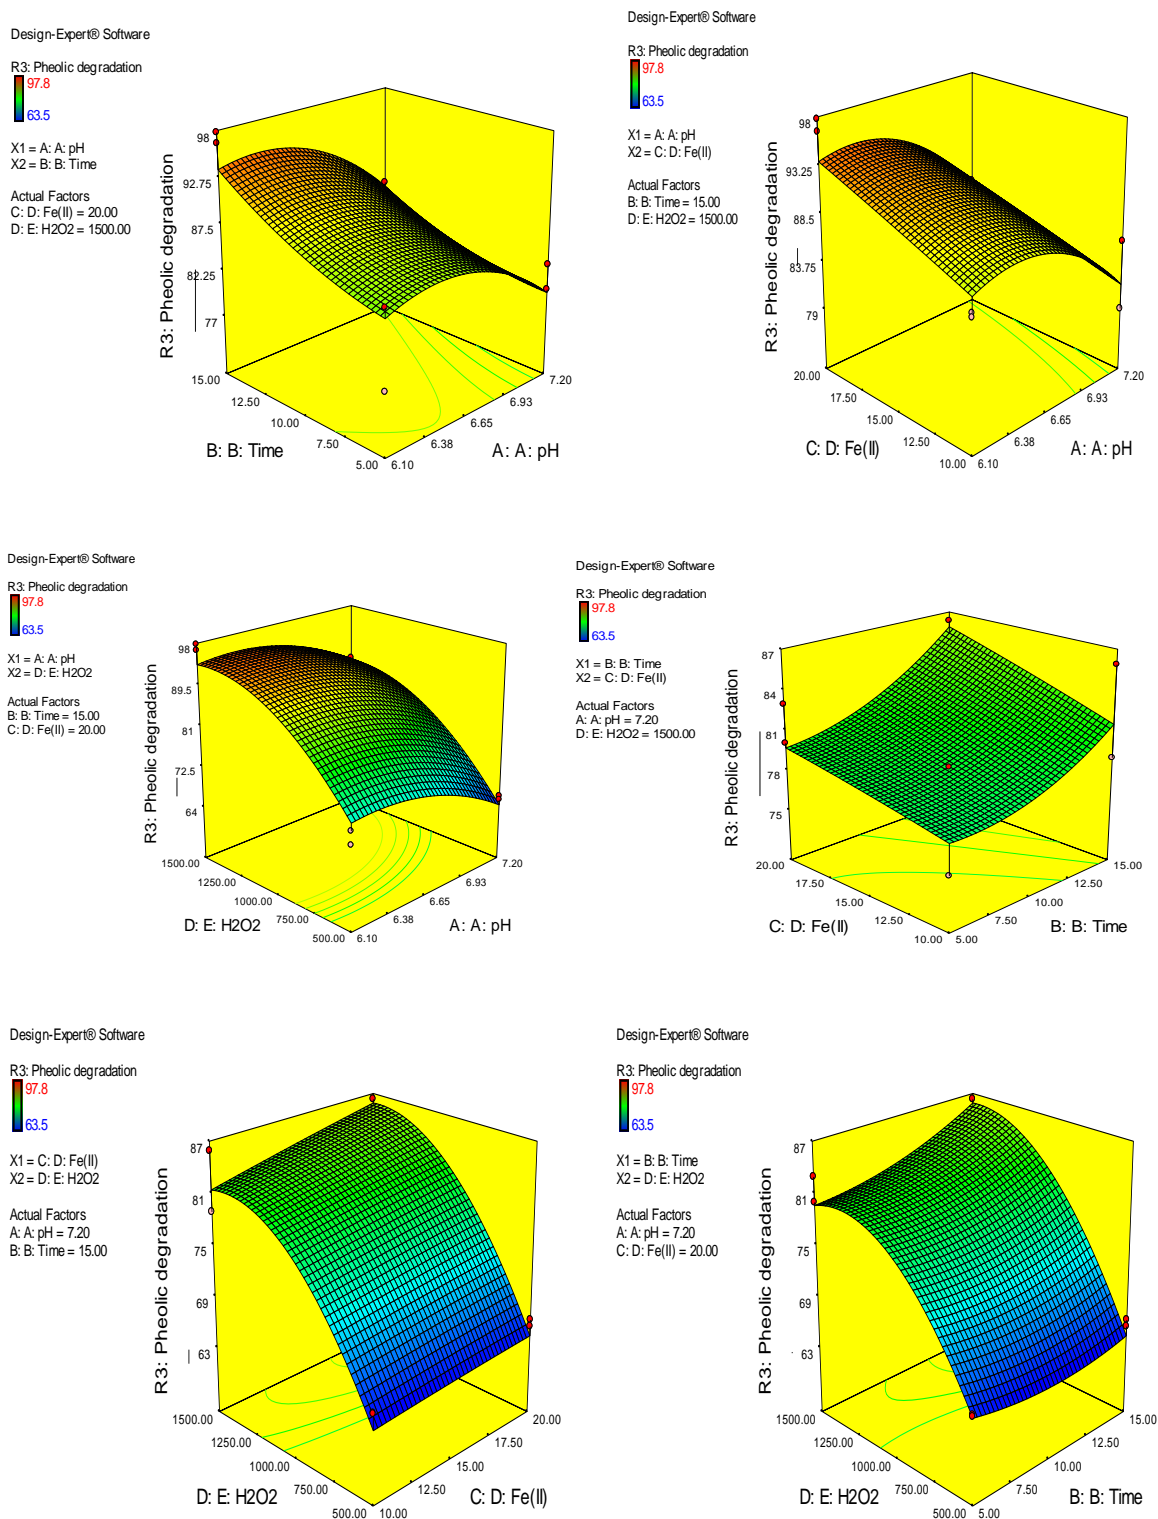 Design-Expert® Software
R3: Pheolic degradation
97.8
63.5
X1 = A: A: pH
X2 = B: B: Time
Actual Factors
C: D: Fe(II) = 20.00
D: E: H2O2 = 1500.00
R3: Pheolic degradation
98
92.75
87.5
82.25
77
15.00
12.50
10.00
7.50
5.00
6.10
6.38
6.65
6.93
7.20
B: B: Time
A: A: pH
Design-Expert® Software
R3: Pheolic degradation
97.8
63.5
X1 = A: A: pH
X2 = C: D: Fe(II)
Actual Factors
B: B: Time = 15.00
D: E: H2O2 = 1500.00
R3: Pheolic degradation
98
93.25
88.5
83.75
79
20.00
17.50
15.00
12.50
10.00
6.10
6.38
6.65
6.93
7.20
C: D: Fe(II)
A: A: pH
Design-Expert® Software
R3: Pheolic degradation
97.8
63.5
X1 = A: A: pH
X2 = D: E: H2O2
Actual Factors
B: B: Time = 15.00
C: D: Fe(II) = 20.00
R3: Pheolic degradation
98
89.5
81
72.5
64
1500.00
1250.00
1000.00
750.00
500.00
6.10
6.38
6.65
6.93
7.20
D: E: H2O2
A: A: pH
Design-Expert® Software
R3: Pheolic degradation
97.8
63.5
X1 = B: B: Time
X2 = C: D: Fe(II)
Actual Factors
A: A: pH = 7.20
D: E: H2O2 = 1500.00
R3: Pheolic degradation
87
84
81
78
75
20.00
17.50
15.00
12.50
10.00
5.00
7.50
10.00
12.50
15.00
C: D: Fe(II)
B: B: Time
Design-Expert® Software
R3: Pheolic degradation
97.8
63.5
X1 = C: D: Fe(II)
X2 = D: E: H2O2
Actual Factors
A: A: pH = 7.20
B: B: Time = 15.00
R3: Pheolic degradation
87
81
75
69
63
1500.00
1250.00
1000.00
750.00
500.00
10.00
12.50
15.00
17.50
20.00
D: E: H2O2
C: D: Fe(II)
Design-Expert® Software
R3: Pheolic degradation
97.8
63.5
X1 = B: B: Time
X2 = D: E: H2O2
Actual Factors
A: A: pH = 7.20
C: D: Fe(II) = 20.00
R3: Pheolic degradation
87
81
75
69
63
1500.00
1250.00
1000.00
750.00
500.00
5.00
7.50
10.00
12.50
15.00
D: E: H2O2
B: B: Time